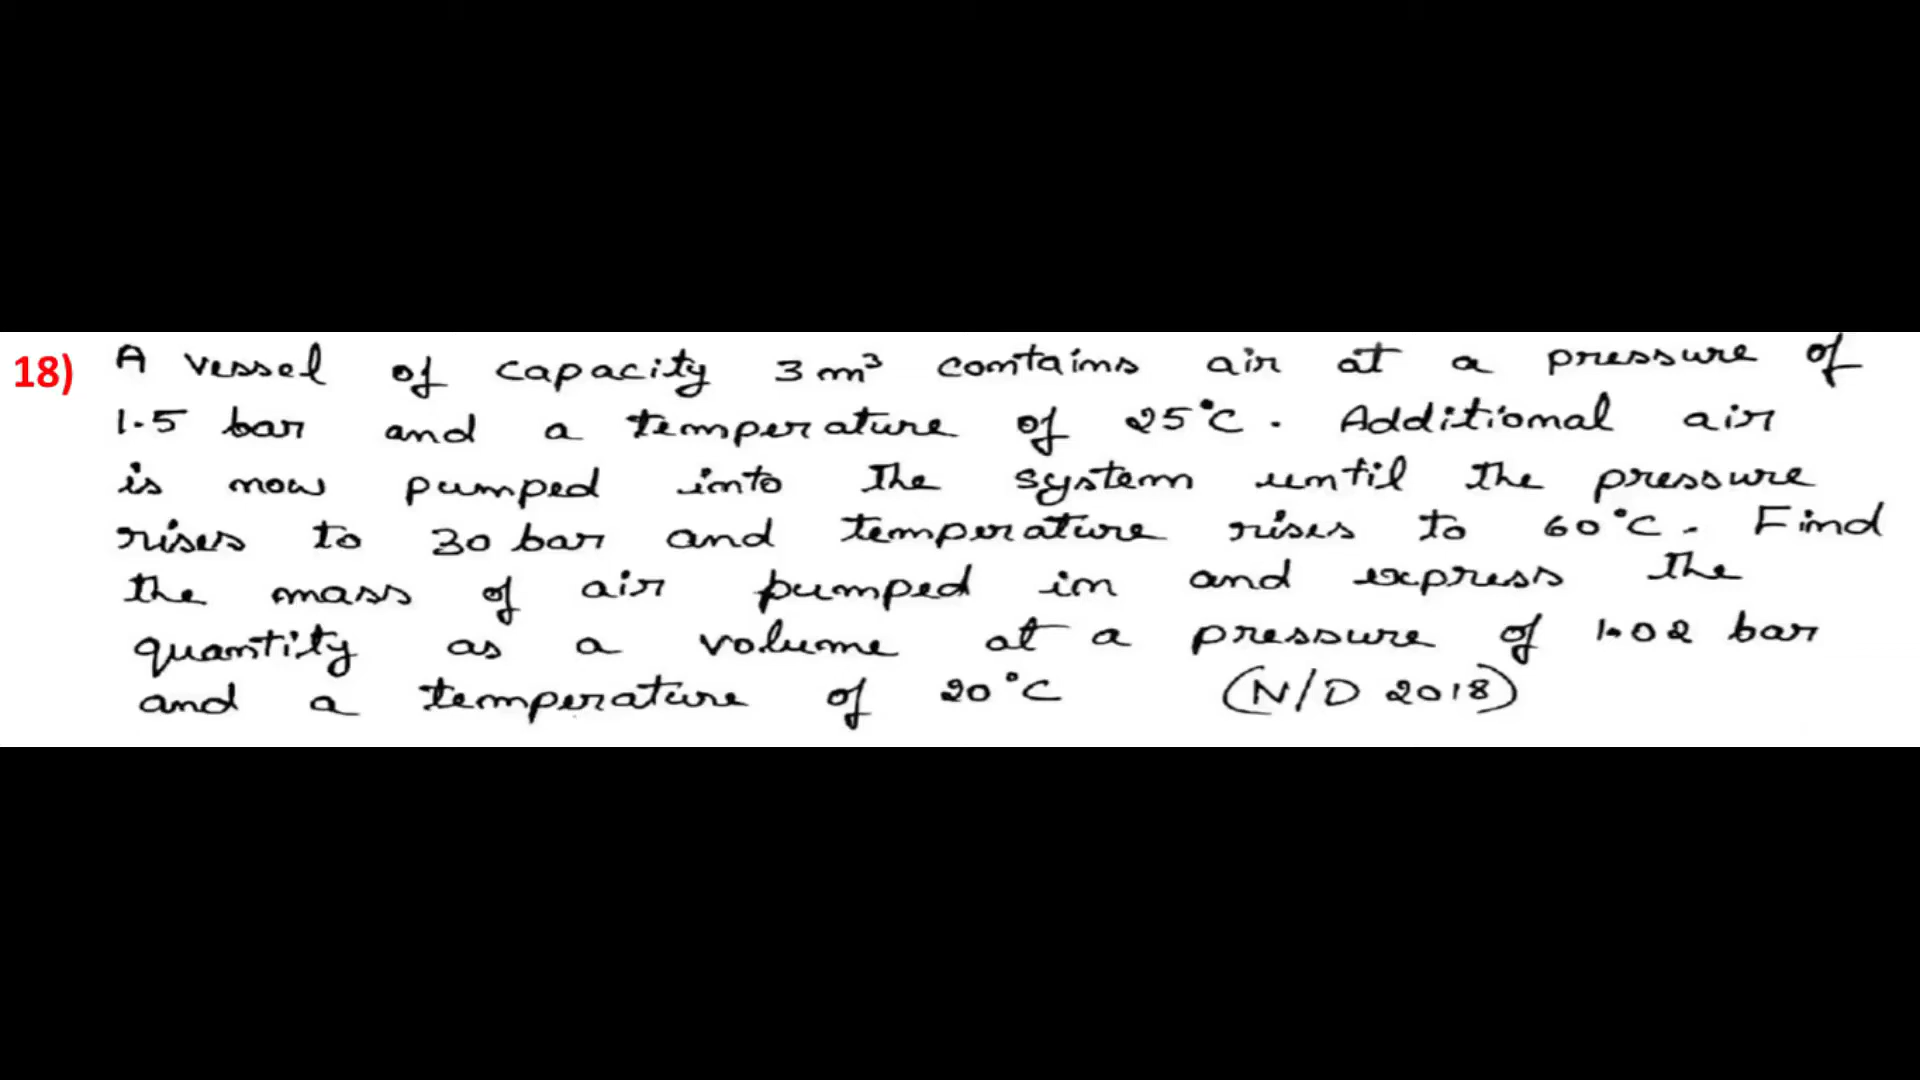 18) A vessel of capacity 3 m³ contains air at a pressure of
1.5 bar and a temperature of 25°C. Additional air
is now pumped into the system until the pressure
rises to 30 bar and temperature rises to 60°C. Find
the mass of air pumped in and express the
quantity as a volume at a pressure of 1.02 bar
and a temperature of 20°C (N/D 2018)